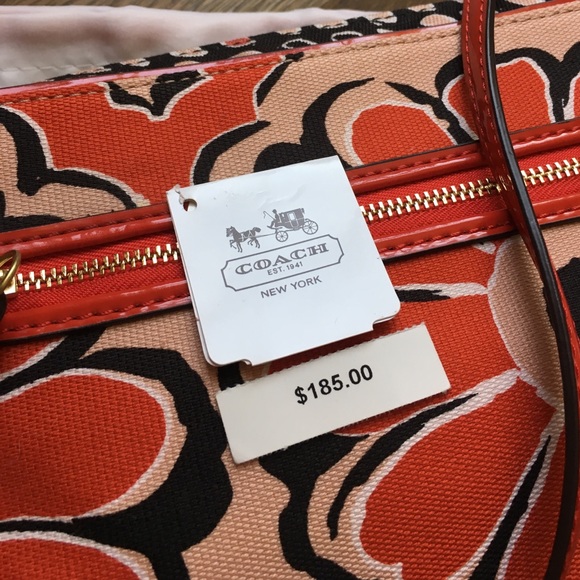 COACH
EST. 1941
NEW YORK
$185.00